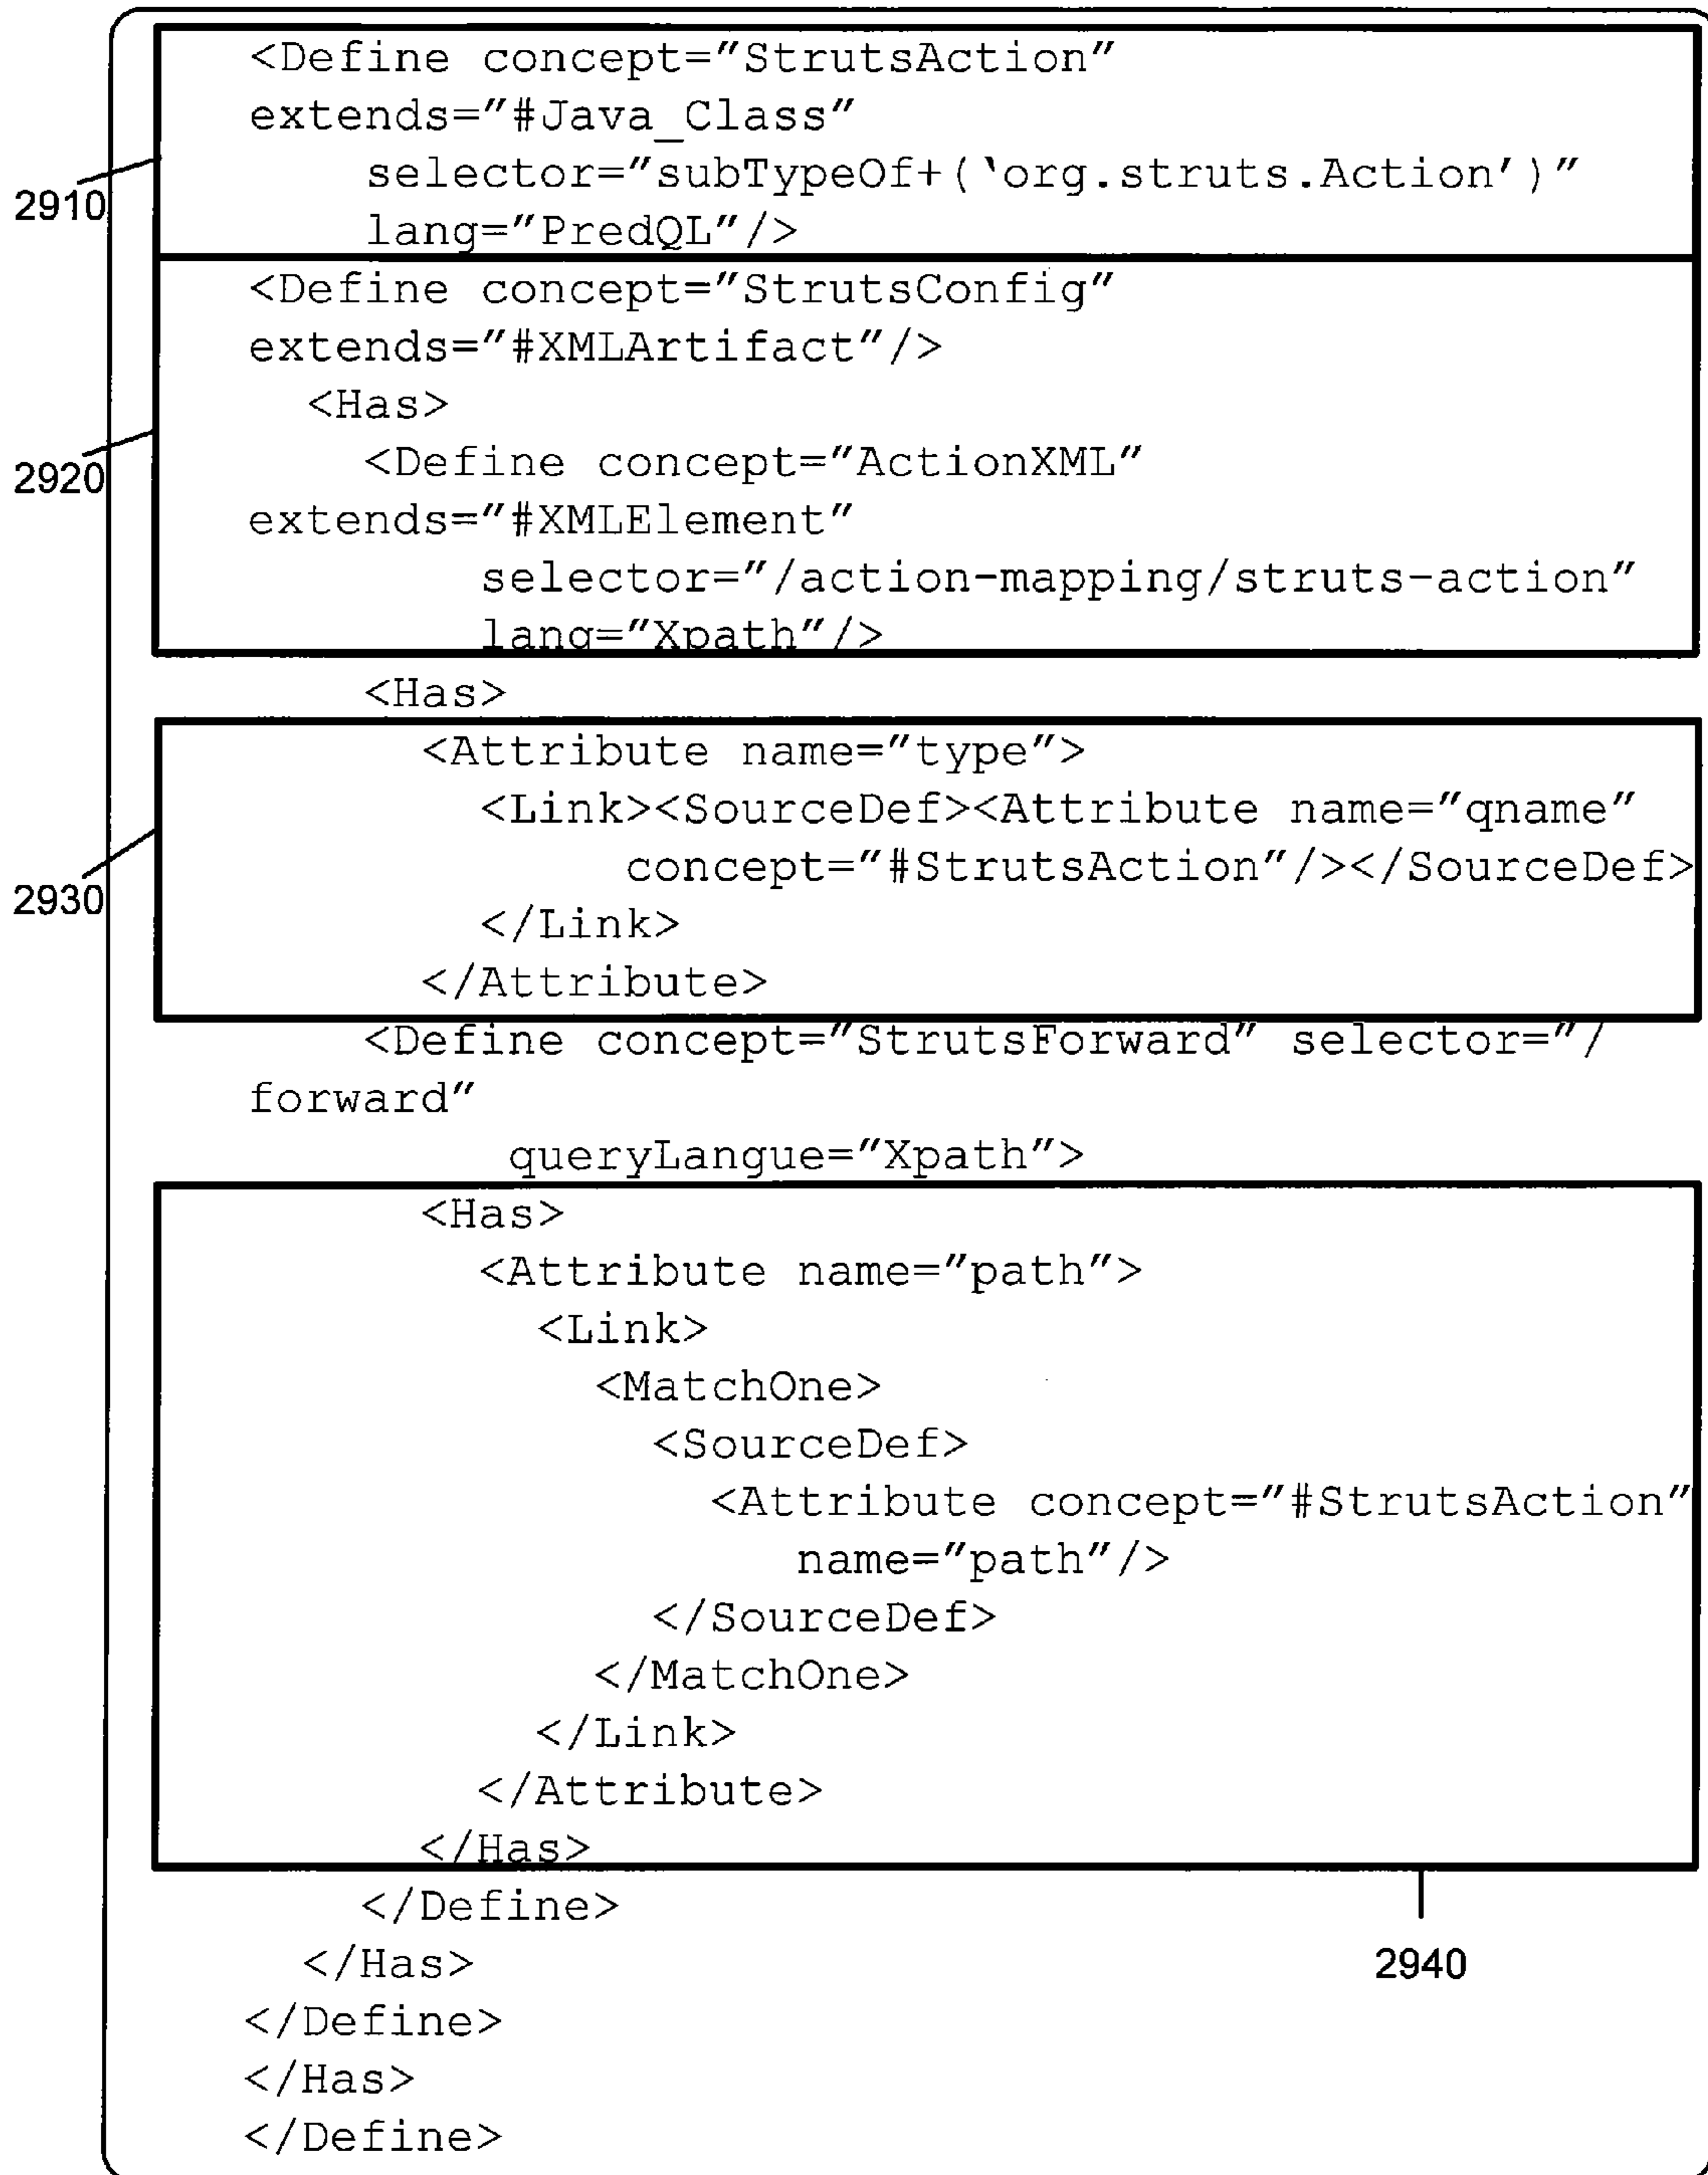 <Define concept="StrutsAction"
extends="#Java_Class"
selector="subTypeOf+(‵org.struts.Action′)"
lang="PredQL"/>
2910
<Define concept="StrutsConfig"
extends="#XMLArtifact"/>
<Has>
<Define concept="ActionXML"
2920
extends="#XMLElement"
selector="/action-mapping/struts-action"
lang="Xpath"/>
<Has>
<Attribute name="type">
<Link><SourceDef><Attribute name="qname"
concept="#StrutsAction"/></SourceDef>
2930
</Link>
</Attribute>
<Define concept="StrutsForward" selector="/
forward"
queryLangue="Xpath">
<Has>
<Attribute name="path">
<Link>
<MatchOne>
<SourceDef>
<Attribute concept="#StrutsAction"
name="path"/>
</SourceDef>
</MatchOne>
</Link>
</Attribute>
</Has>
</Define>
2940
</Has>
</Define>
</Has>
</Define>